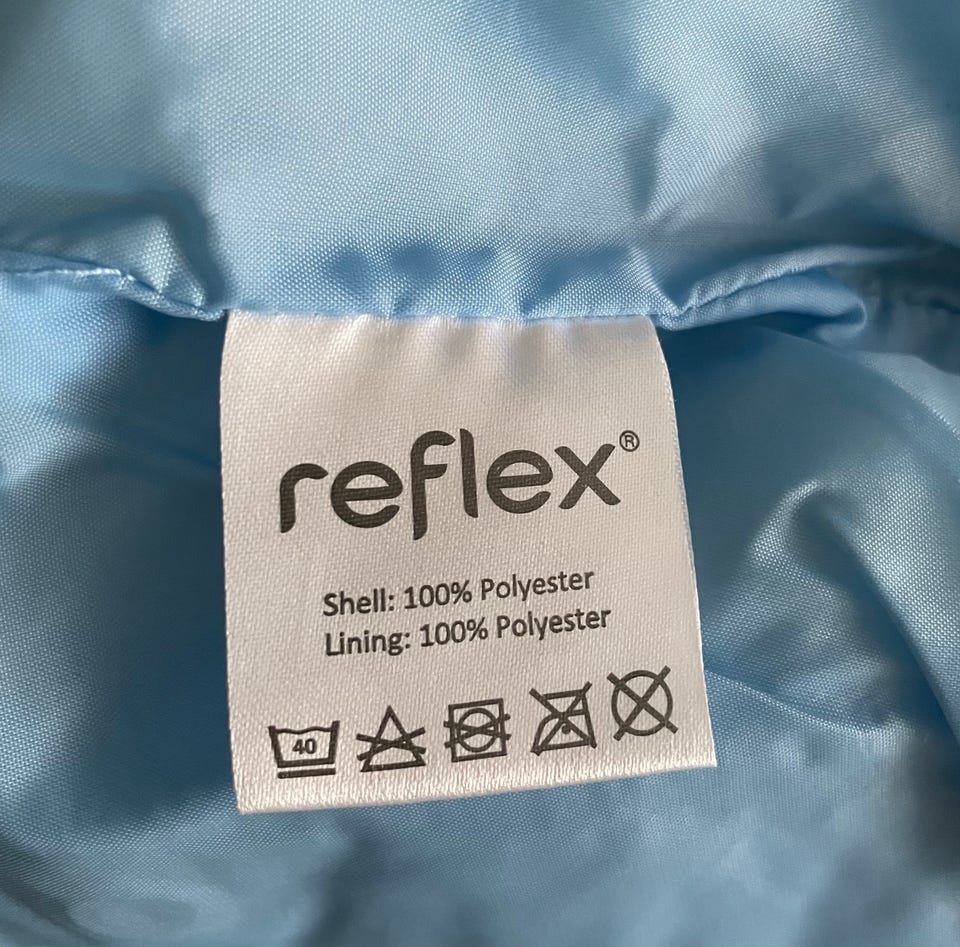 reflex®
Shell: 100% Polyester
Lining: 100% Polyester
40